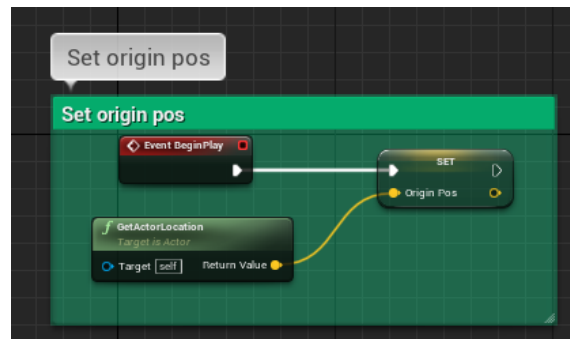 Set origin pos
Set origin pos
Event BeginPlay
SET
Origin Pos
f GetActorLocation
Target is Actor
Target self Return Value